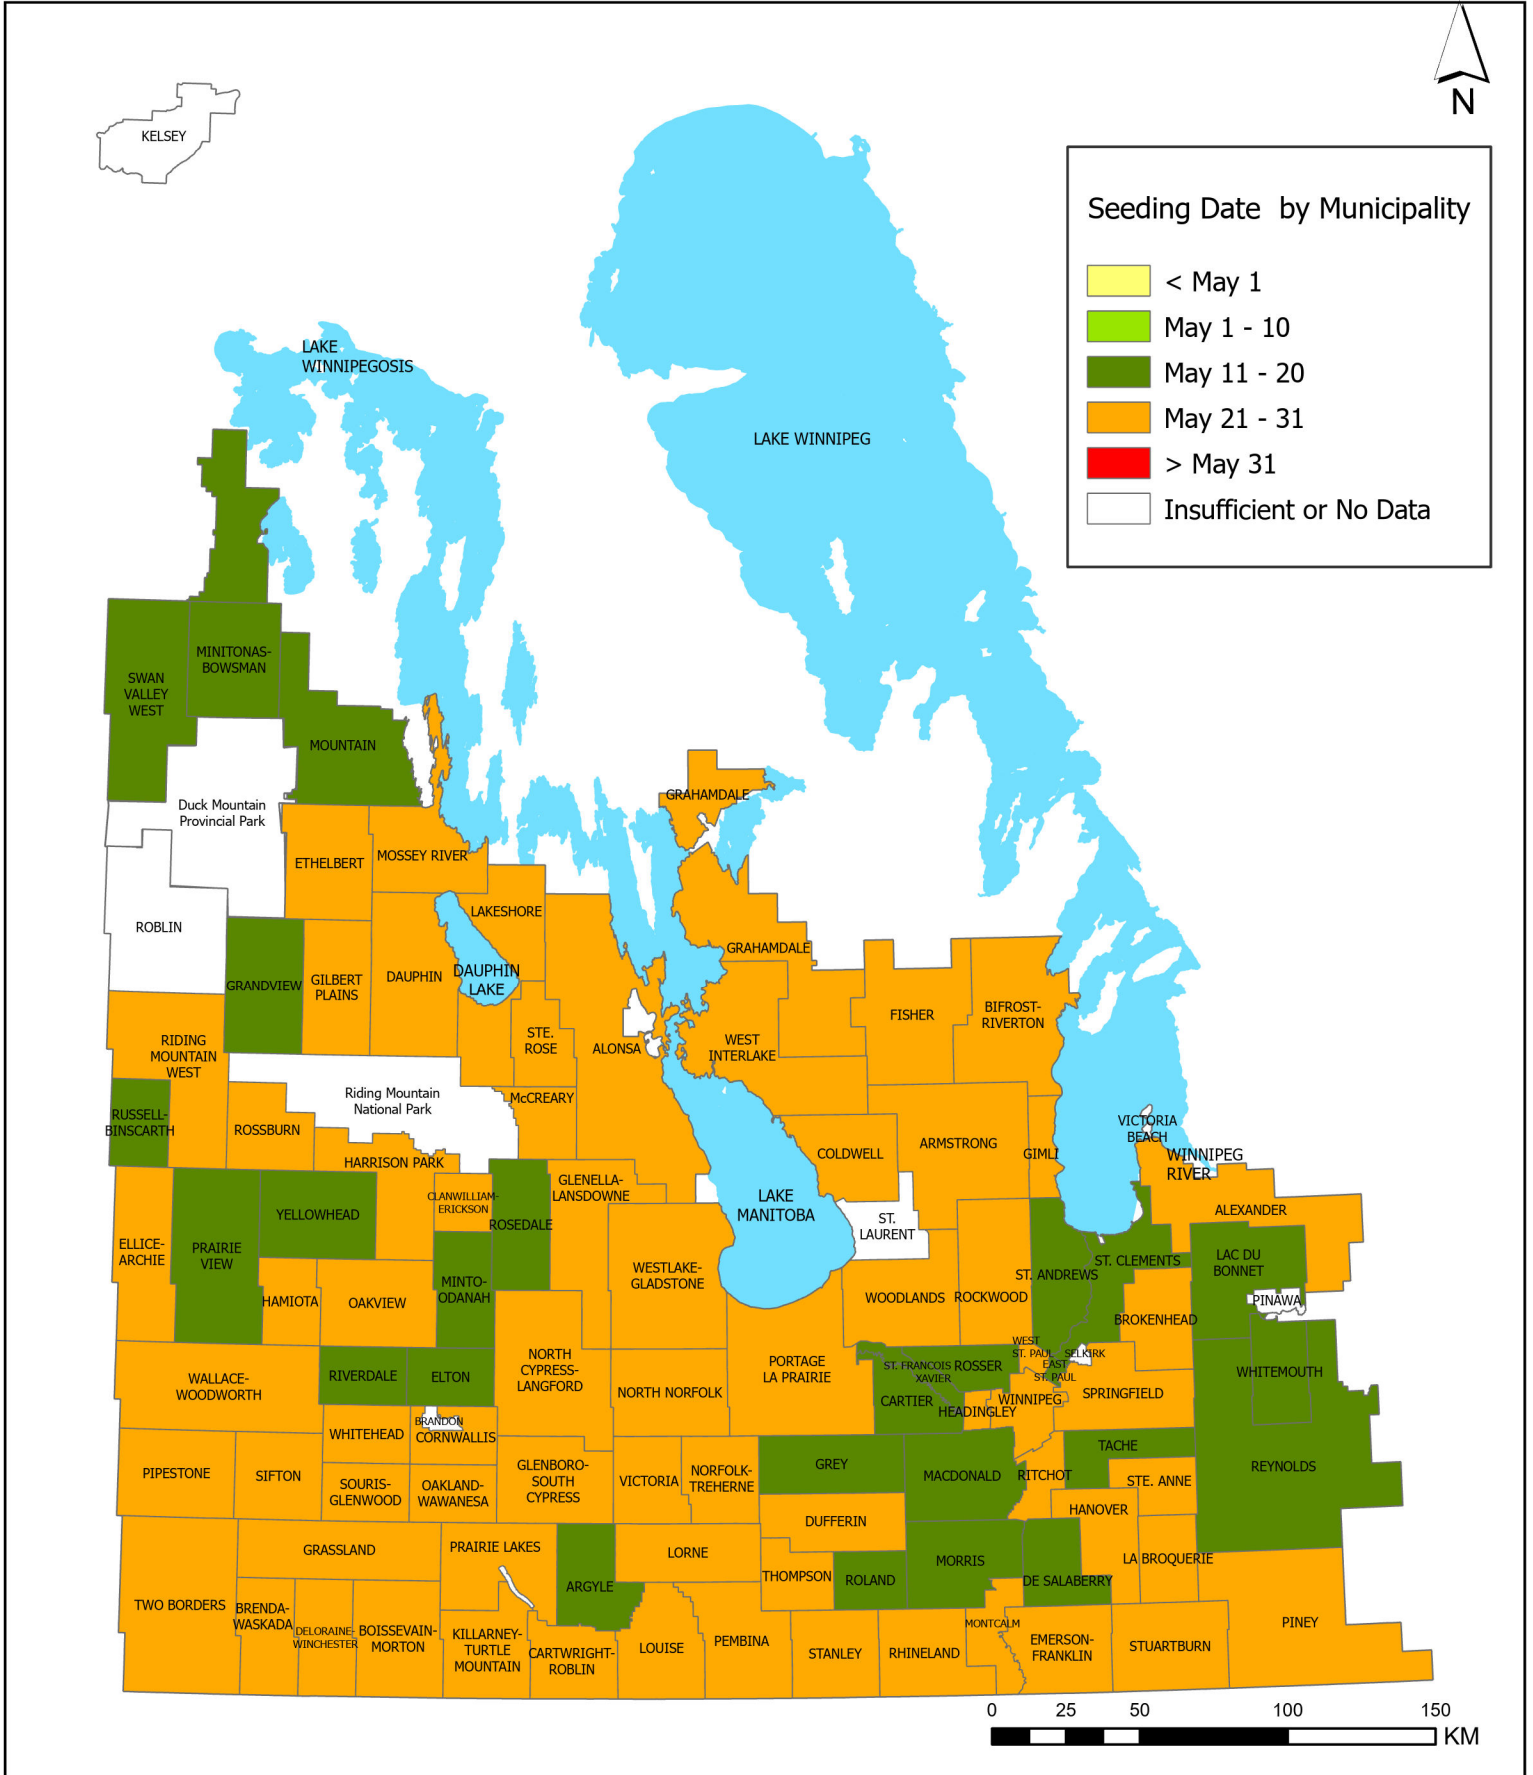 N
KELSEY
Seeding Date by Municipality
< May 1
May 1 - 10
May 11 - 20
May 21 - 31
> May 31
Insufficient or No Data
LAKE
WINNIPEGOSIS
LAKE WINNIPEG
MINITONAS-
BOWSMAN
SWAN
VALLEY
WEST
MOUNTAIN
Duck Mountain
Provincial Park
GRAHAMDALE
ETHELBERT
MOSSEY RIVER
LAKESHORE
ROBLIN
GRAHAMDALE
GRANDVIEW
GILBERT
PLAINS
DAUPHIN
DAUPHIN
LAKE
FISHER
BIFROST-
RIVERTON
RIDING
MOUNTAIN
WEST
STE.
ROSE
ALONSA
WEST
INTERLAKE
Riding Mountain
National Park
McCREARY
RUSSELL-
BINSCARTH
ROSSBURN
HARRISON PARK
COLDWELL
ARMSTRONG
GIMLI
VICTORIA
BEACH
WINNIPEG
RIVER
CLANWILLIAM-
ERICKSON
GLENELLA-
LANSDOWNE
LAKE
MANITOBA
ST.
LAURENT
ALEXANDER
YELLOWHEAD
ROSEDALE
ELLICE-
ARCHIE
PRAIRIE
VIEW
MINTO-
ODANAH
WESTLAKE-
GLADSTONE
ST. ANDREWS
ST. CLEMENTS
LAC DU
BONNET
HAMIOTA
OAKVIEW
WOODLANDS
ROCKWOOD
BROKENHEAD
PINAWA
WALLACE-
WOODWORTH
RIVERDALE
ELTON
NORTH
CYPRESS-
LANGFORD
NORTH NORFOLK
PORTAGE
LA PRAIRIE
ST. FRANCOIS
XAVIER
ROSSER
WEST
ST. PAUL
SELKIRK
EAST
ST. PAUL
WHITEMOUTH
CARTIER
HEADINGLEY
WINNIPEG
SPRINGFIELD
BRANDON
CORNWALLIS
WHITEHEAD
PIPESTONE
SIFTON
SOURIS-
GLENWOOD
OAKLAND-
WAWANESA
GLENBORO-
SOUTH
CYPRESS
VICTORIA
NORFOLK-
TREHERNE
GREY
MACDONALD
RITCHOT
TACHE
STE. ANNE
REYNOLDS
HANOVER
DUFFERIN
GRASSLAND
PRAIRIE LAKES
LORNE
ARGYLE
THOMPSON
ROLAND
MORRIS
DE SALABERRY
LA BROQUERIE
TWO BORDERS
BRENDA-
WASKADA
DELORAINE-
WINCHESTER
BOISSEVAIN-
MORTON
KILLARNEY-
TURTLE
MOUNTAIN
CARTWRIGHT-
ROBLIN
LOUISE
PEMBINA
STANLEY
RHINELAND
MONTCALM
EMERSON-
FRANKLIN
STUARTBURN
PINEY
0 25 50 100 150
KM